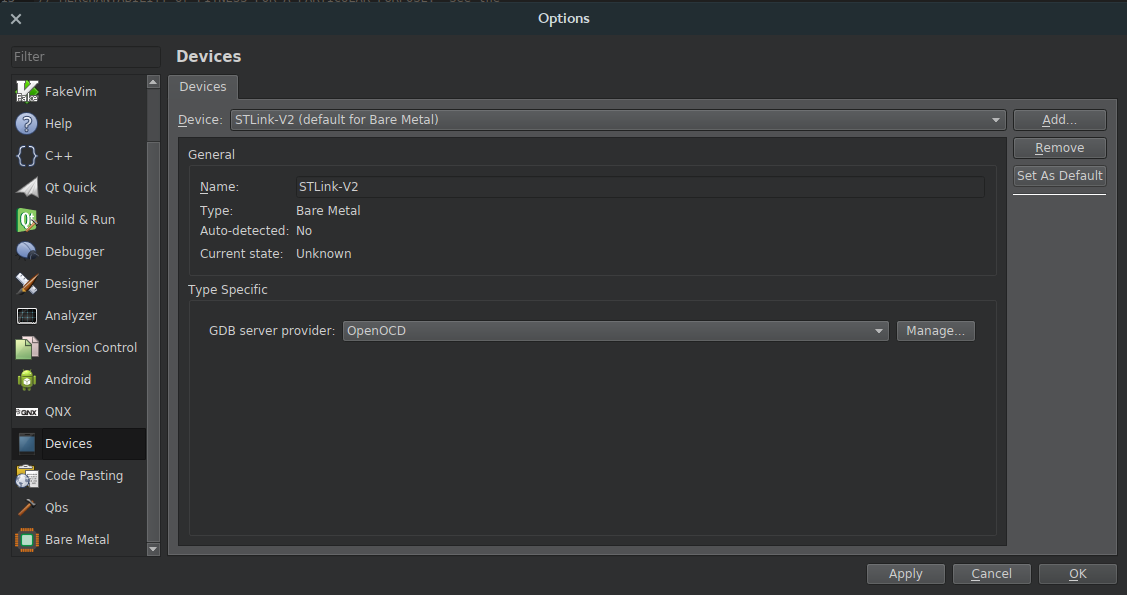 Options
Filter
Devices
FakeVim
Help
C++
Qt Quick
Build & Run
Debugger
Designer
Analyzer
Version Control
Android
QNX
Devices
Code Pasting
Qbs
Bare Metal
Devices
Device: STLink-V2 (default for Bare Metal)
Add...
Remove
Set As Default
General
Name: STLink-V2
Type: Bare Metal
Auto-detected: No
Current state: Unknown
Type Specific
GDB server provider: OpenOCD Manage...
Apply Cancel OK